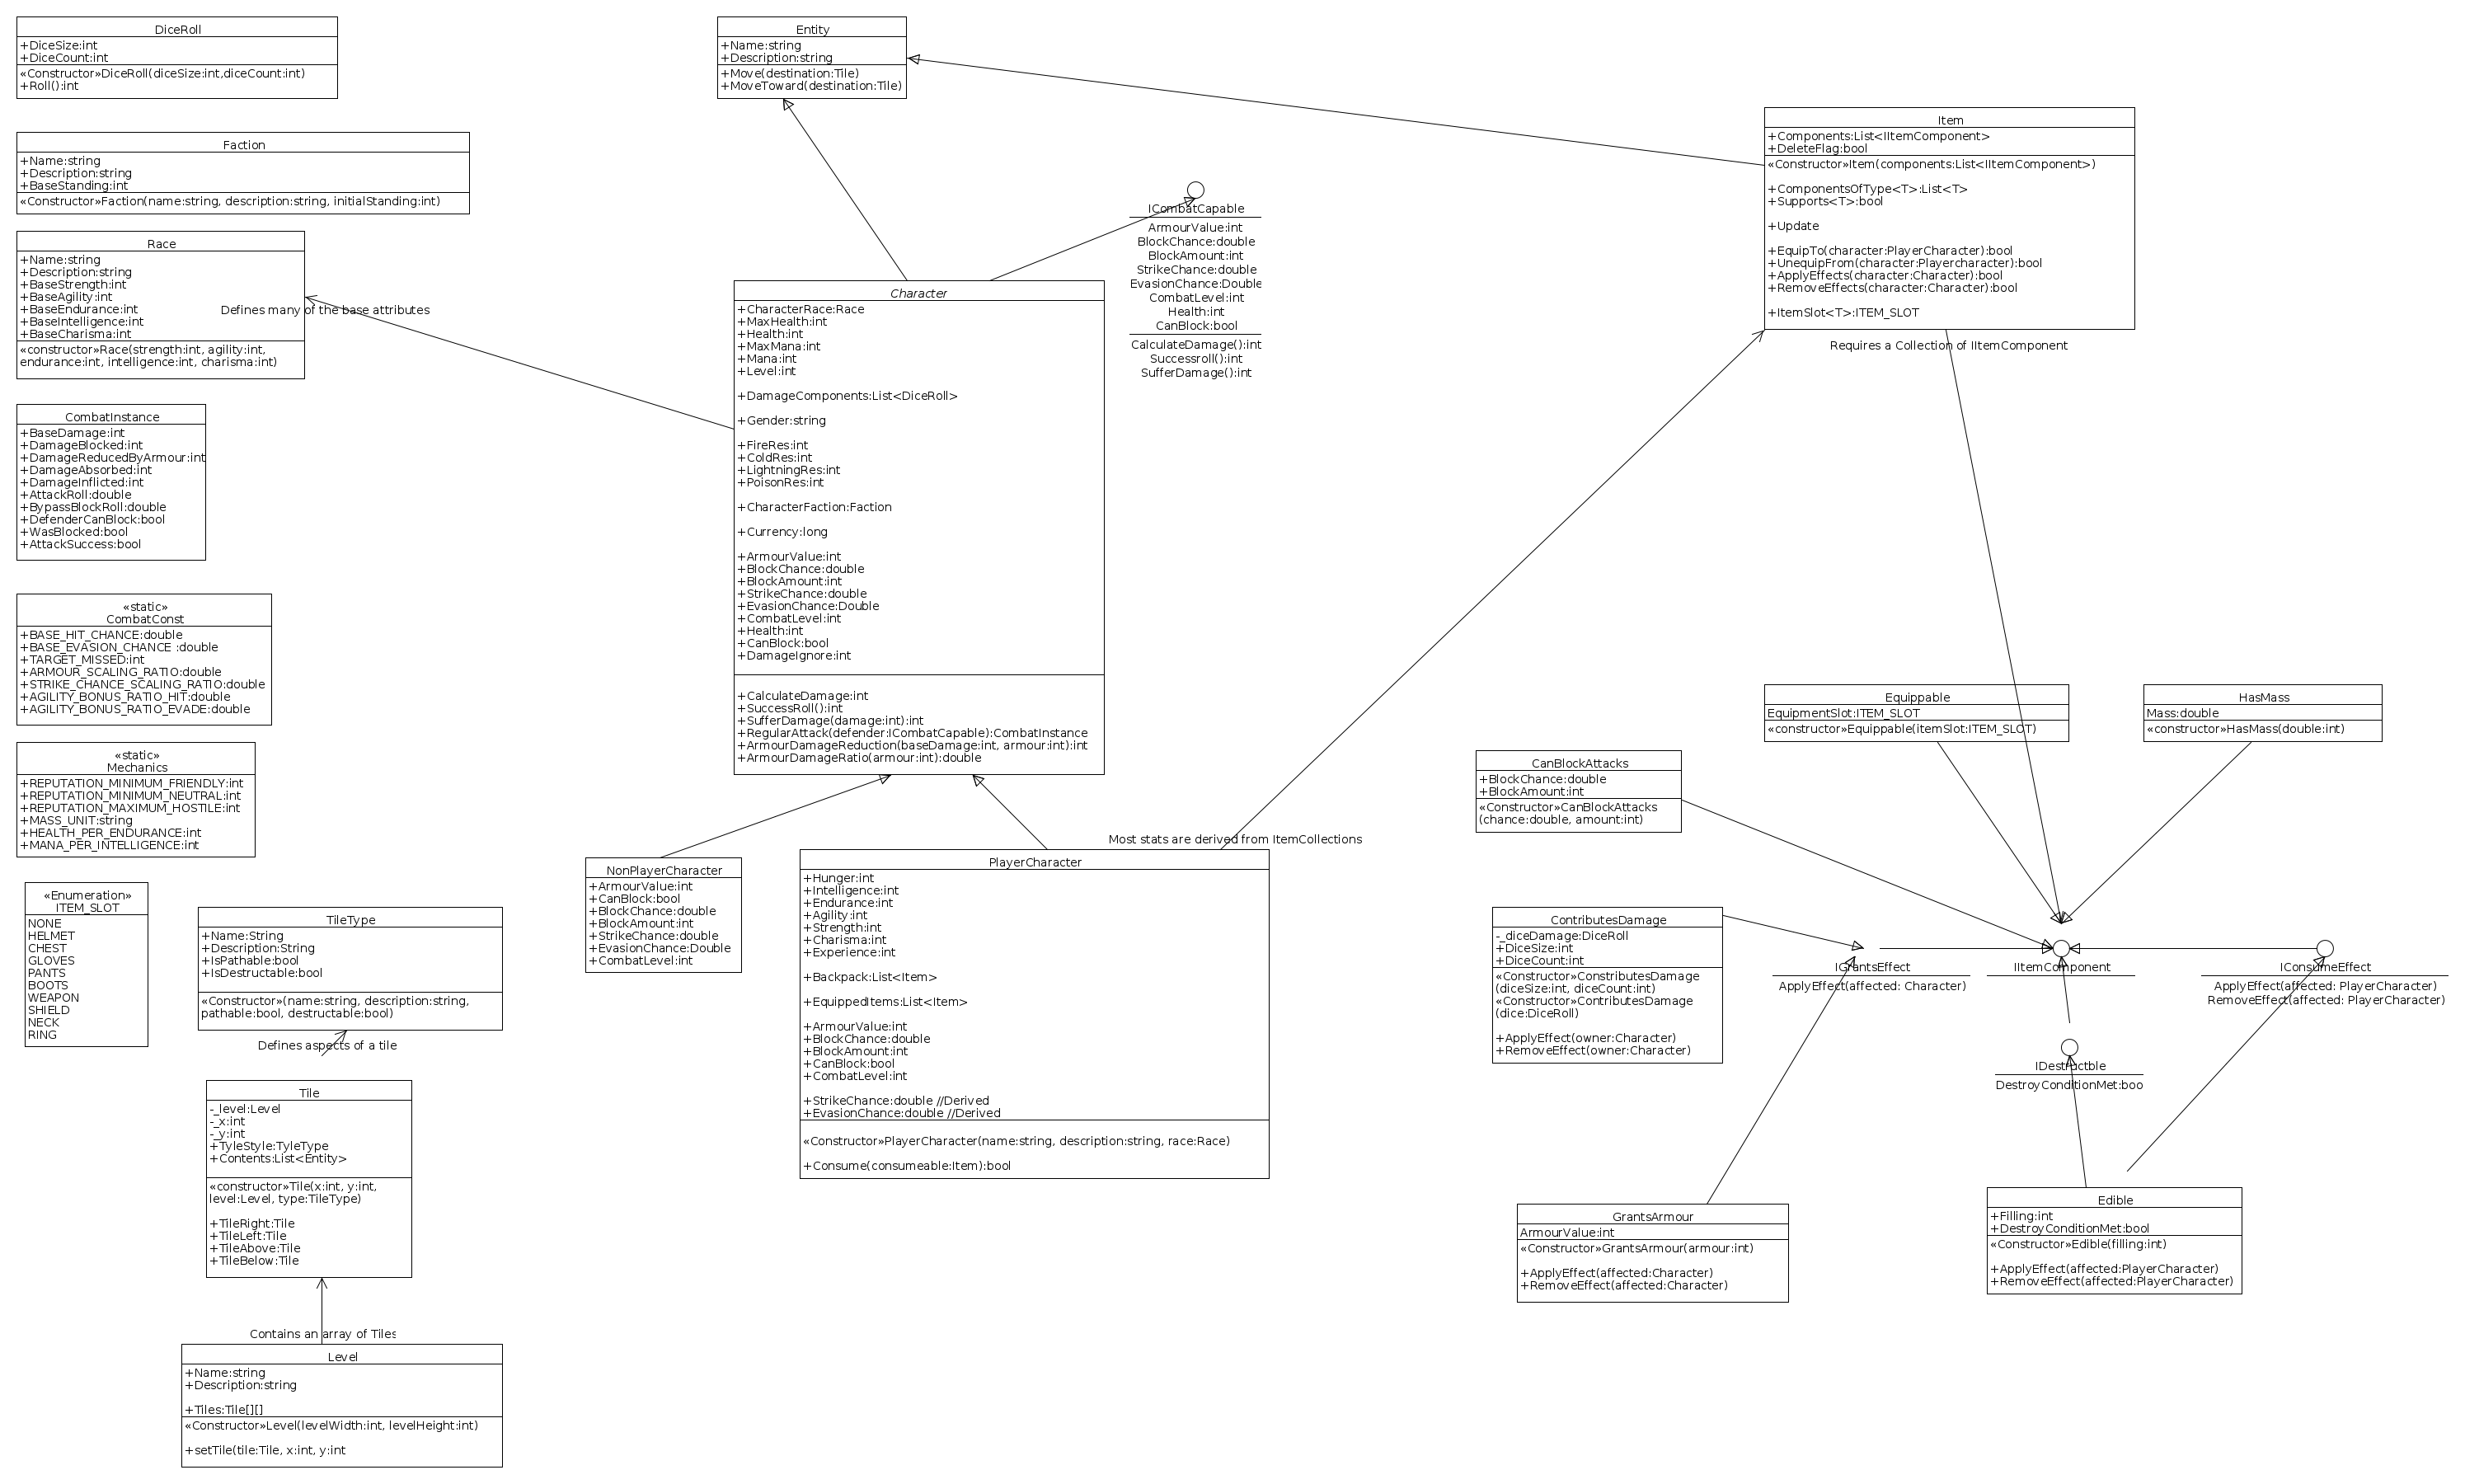 DiceRoll
+DiceSize:int
+DiceCount:int
«Constructor»DiceRoll(diceSize:int,diceCount:int)
+Roll():int
Faction
+Name:string
+Description:string
+BaseStanding:int
«Constructor»Faction(name:string, description:string, initialStanding:int)
Race
+Name:string
+Description:string
+BaseStrength:int
+BaseAgility:int
+BaseEndurance:int
+BaseIntelligence:int
+BaseCharisma:int
«constructor»Race(strength:int, agility:int,
endurance:int, intelligence:int, charisma:int)
Defines many of the base attributes
CombatInstance
+BaseDamage:int
+DamageBlocked:int
+DamageReducedByArmour:int
+DamageAbsorbed:int
+DamageInflicted:int
+AttackRoll:double
+BypassBlockRoll:double
+DefenderCanBlock:bool
+WasBlocked:bool
+AttackSuccess:bool
«static»
CombatConst
+BASE_HIT_CHANCE:double
+BASE_EVASION_CHANCE :double
+TARGET_MISSED:int
+ARMOUR_SCALING_RATIO:double
+STRIKE_CHANCE_SCALING_RATIO:double
+AGILITY_BONUS_RATIO_HIT:double
+AGILITY_BONUS_RATIO_EVADE:double
«static»
Mechanics
+REPUTATION_MINIMUM_FRIENDLY:int
+REPUTATION_MINIMUM_NEUTRAL:int
+REPUTATION_MAXIMUM_HOSTILE:int
+MASS_UNIT:string
+HEALTH_PER_ENDURANCE:int
+MANA_PER_INTELLIGENCE:int
«Enumeration»
ITEM_SLOT
NONE
HELMET
CHEST
GLOVES
PANTS
BOOTS
WEAPON
SHIELD
NECK
RING
TileType
+Name:String
+Description:String
+IsPathable:bool
+IsDestructable:bool
«Constructor»(name:string, description:string,
pathable:bool, destructable:bool)
Defines aspects of a tile
Tile
-_level:Level
-_x:int
-_y:int
+TyleStyle:TyleType
+Contents:List<Entity>
«constructor»Tile(x:int, y:int,
level:Level, type:TileType)
+TileRight:Tile
+TileLeft:Tile
+TileAbove:Tile
+TileBelow:Tile
Contains an array of Tiles
Level
+Name:string
+Description:string
+Tiles:Tile[][]
«Constructor»Level(levelWidth:int, levelHeight:int)
+setTile(tile:Tile, x:int, y:int
Entity
+Name:string
+Description:string
+Move(destination:Tile)
+MoveToward(destination:Tile)
ICombatCapable
ArmourValue:int
BlockChance:double
BlockAmount:int
StrikeChance:double
EvasionChance:Double
CombatLevel:int
Health:int
CanBlock:bool
CalculateDamage():int
Successroll():int
SufferDamage():int
Character
+CharacterRace:Race
+MaxHealth:int
+Health:int
+MaxMana:int
+Mana:int
+Level:int
+DamageComponents:List<DiceRoll>
+Gender:string
+FireRes:int
+ColdRes:int
+LightningRes:int
+PoisonRes:int
+CharacterFaction:Faction
+Currency:long
+ArmourValue:int
+BlockChance:double
+BlockAmount:int
+StrikeChance:double
+EvasionChance:Double
+CombatLevel:int
+Health:int
+CanBlock:bool
+DamageIgnore:int
+CalculateDamage:int
+SuccessRoll():int
+SufferDamage(damage:int):int
+RegularAttack(defender:ICombatCapable):CombatInstance
+ArmourDamageReduction(baseDamage:int, armour:int):int
+ArmourDamageRatio(armour:int):double
NonPlayerCharacter
+ArmourValue:int
+CanBlock:bool
+BlockChance:double
+BlockAmount:int
+StrikeChance:double
+EvasionChance:Double
+CombatLevel:int
Most stats are derived from ItemCollections
PlayerCharacter
+Hunger:int
+Intelligence:int
+Endurance:int
+Agility:int
+Strength:int
+Charisma:int
+Experience:int
+Backpack:List<Item>
+EquippedItems:List<Item>
+ArmourValue:int
+BlockChance:double
+BlockAmount:int
+CanBlock:bool
+CombatLevel:int
+StrikeChance:double //Derived
+EvasionChance:double //Derived
«Constructor»PlayerCharacter(name:string, description:string, race:Race)
+Consume(consumeable:Item):bool
Item
+Components:List<IItemComponent>
+DeleteFlag:bool
«Constructor»Item(components:List<IItemComponent>)
+ComponentsOfType<T>:List<T>
+Supports<T>:bool
+Update
+EquipTo(character:PlayerCharacter):bool
+UnequipFrom(character:Playercharacter):bool
+ApplyEffects(character:Character):bool
+RemoveEffects(character:Character):bool
+ItemSlot<T>:ITEM_SLOT
Requires a Collection of IItemComponent
Equippable
EquipmentSlot:ITEM_SLOT
«constructor»Equippable(itemSlot:ITEM_SLOT)
HasMass
Mass:double
«constructor»HasMass(double:int)
CanBlockAttacks
+BlockChance:double
+BlockAmount:int
«Constructor»CanBlockAttacks
(chance:double, amount:int)
ContributesDamage
-_diceDamage:DiceRoll
+DiceSize:int
+DiceCount:int
«Constructor»ConstributesDamage
(diceSize:int, diceCount:int)
«Constructor»ContributesDamage
(dice:DiceRoll)
+ApplyEffect(owner:Character)
+RemoveEffect(owner:Character)
IGrantsEffect
ApplyEffect(affected: Character)
IItemComponent
IConsumeEffect
ApplyEffect(affected: PlayerCharacter)
RemoveEffect(affected: PlayerCharacter)
IDestructble
DestroyConditionMet:boo
GrantsArmour
ArmourValue:int
«Constructor»GrantsArmour(armour:int)
+ApplyEffect(affected:Character)
+RemoveEffect(affected:Character)
Edible
+Filling:int
+DestroyConditionMet:bool
«Constructor»Edible(filling:int)
+ApplyEffect(affected:PlayerCharacter)
+RemoveEffect(affected:PlayerCharacter)